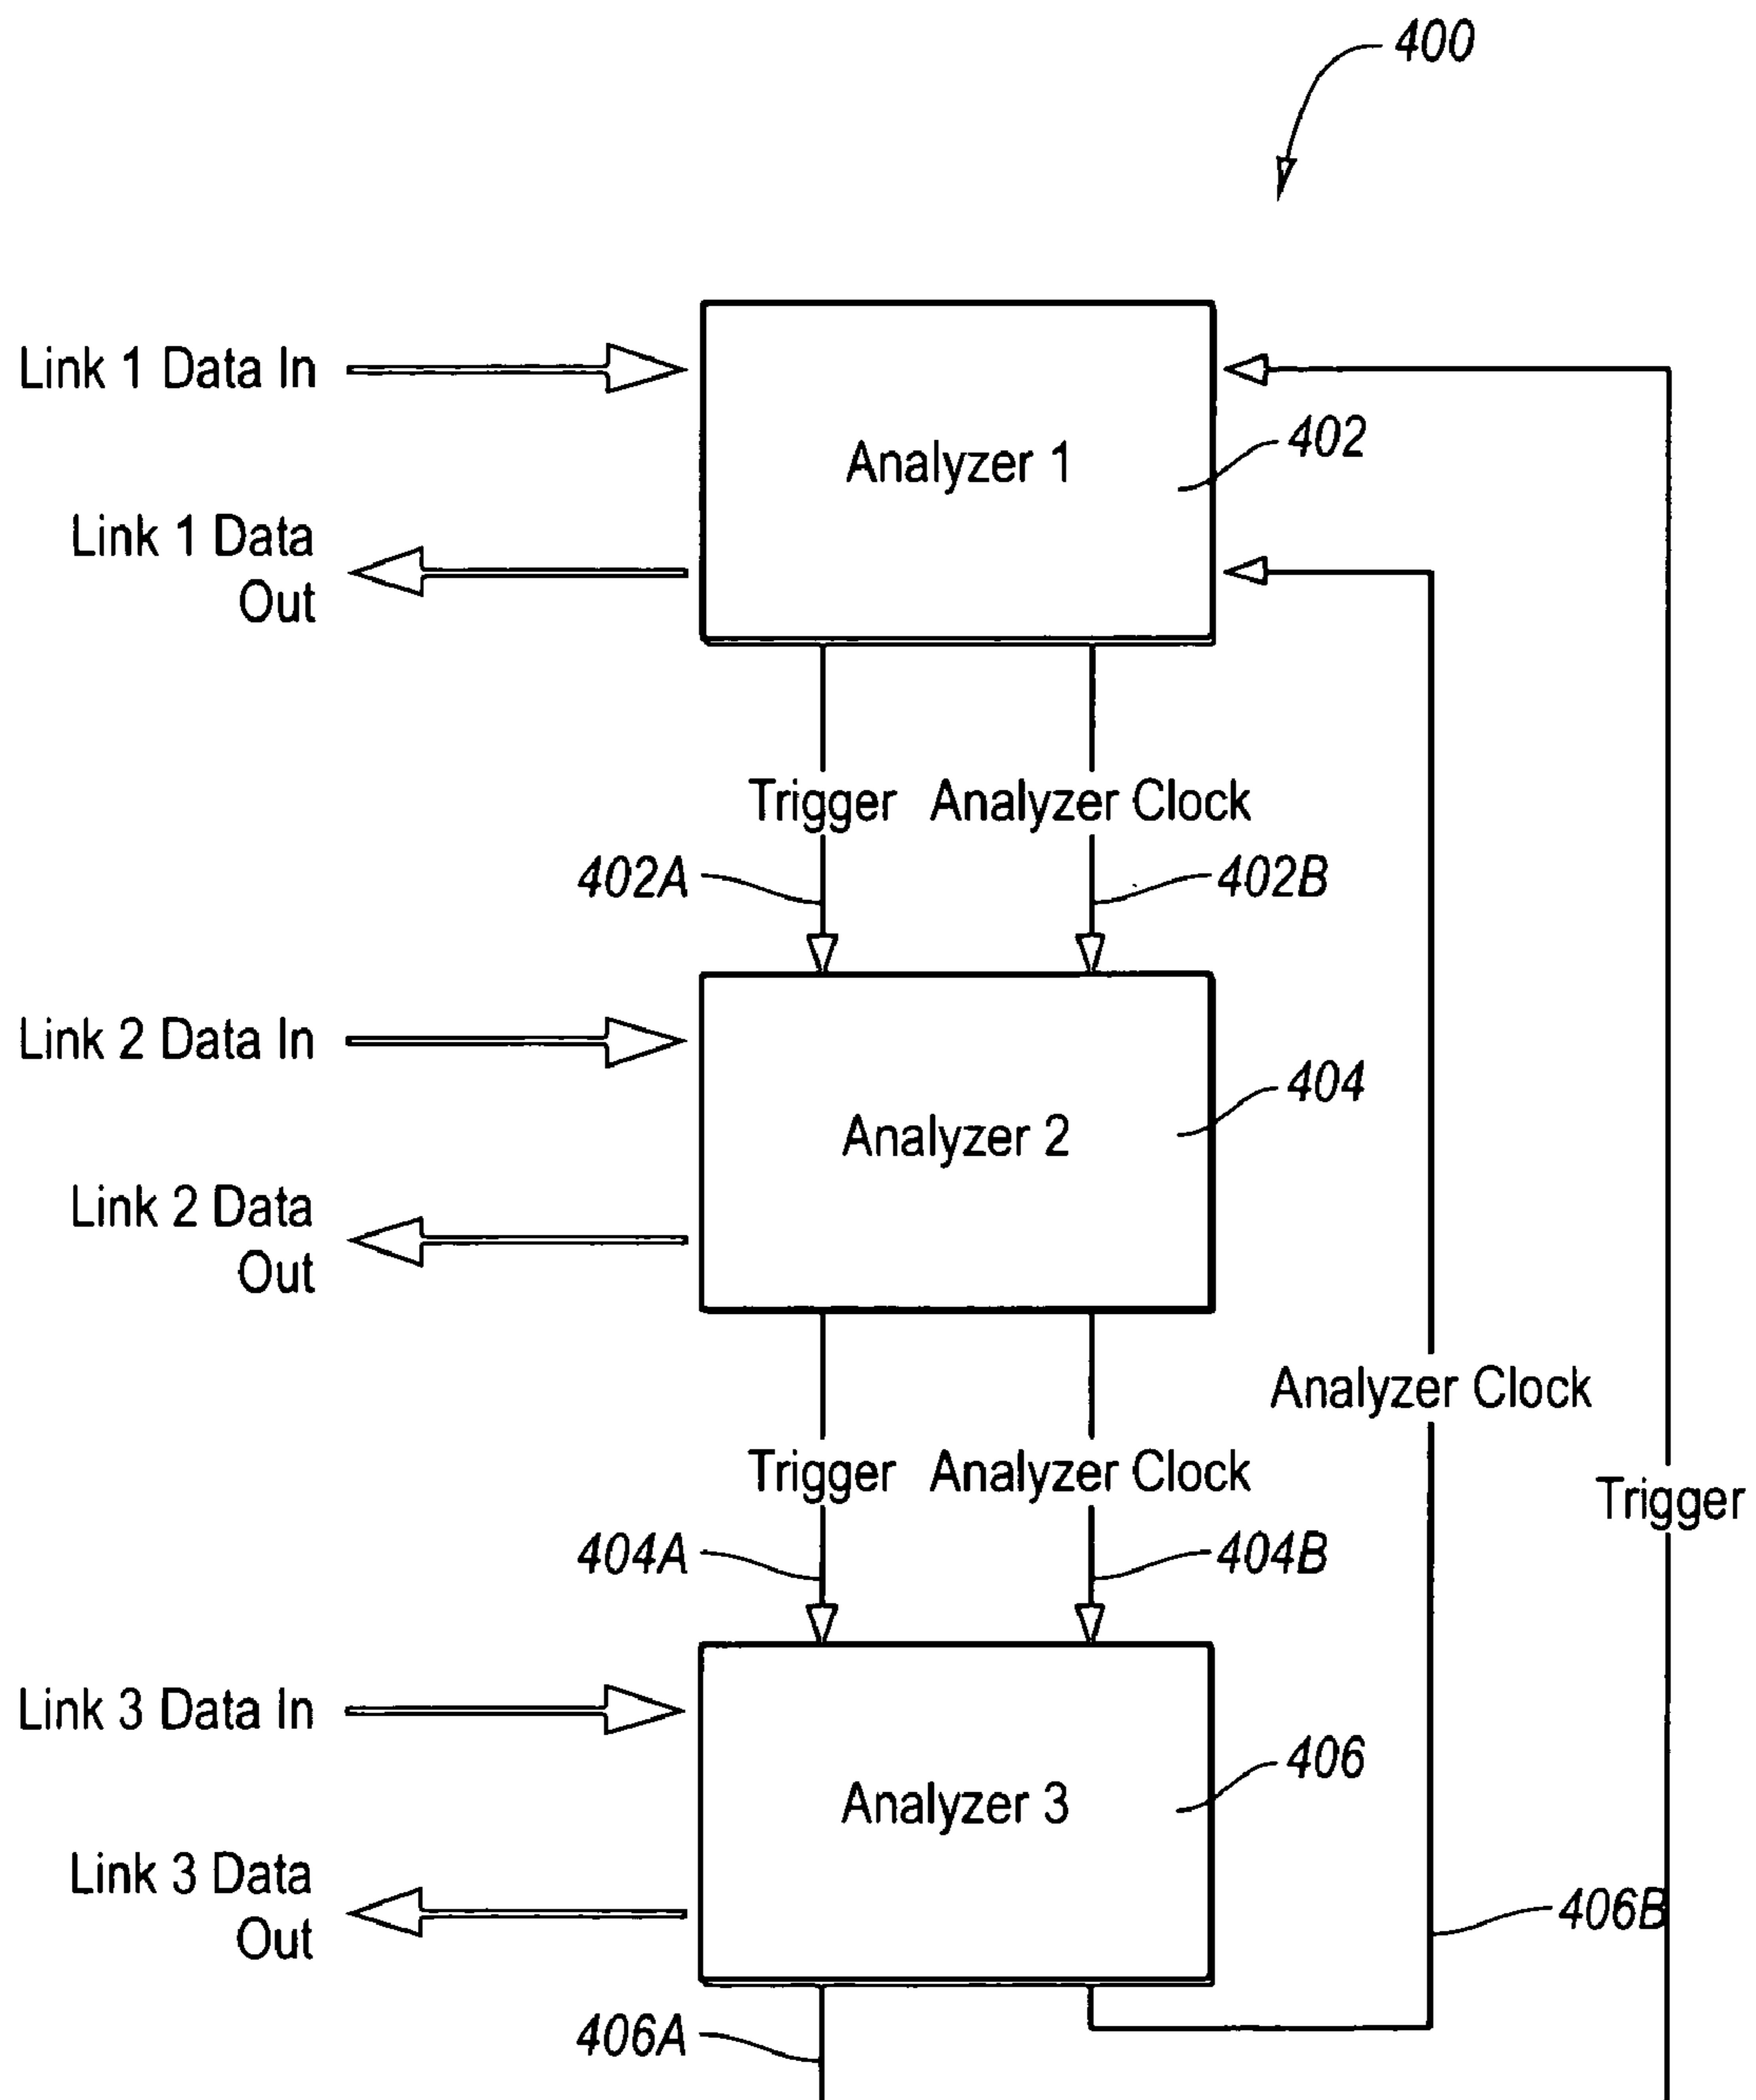 400
Link 1 Data In
Analyzer 1
402
Link 1 Data
Out
Trigger
Analyzer Clock
402A
402B
Link 2 Data In
Analyzer 2
404
Link 2 Data
Out
Analyzer Clock
Trigger
Analyzer Clock
Trigger
404A
404B
Link 3 Data In
Analyzer 3
406
Link 3 Data
Out
406B
406A